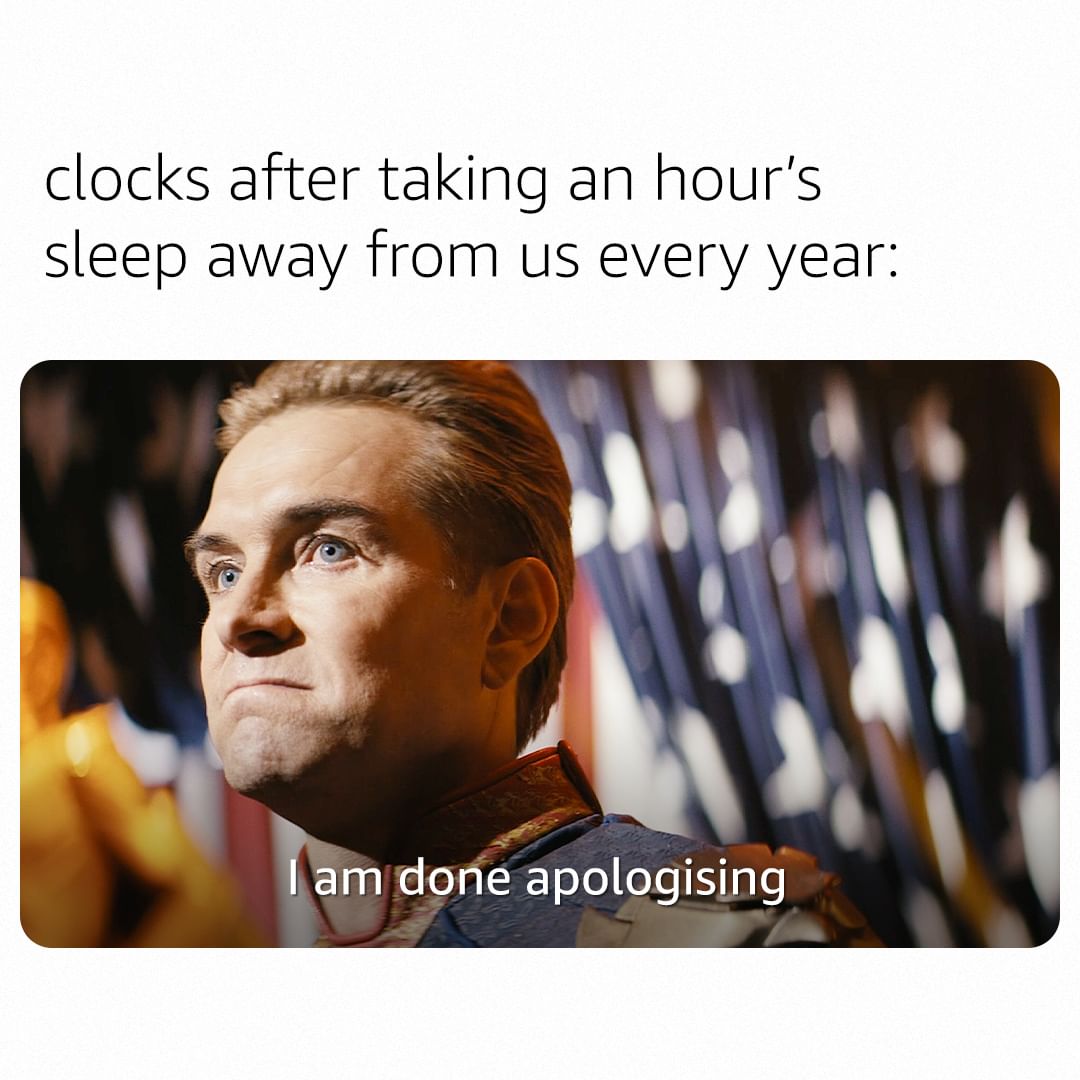 clocks after taking an hour’s
sleep away from us every year:
I am done apologising